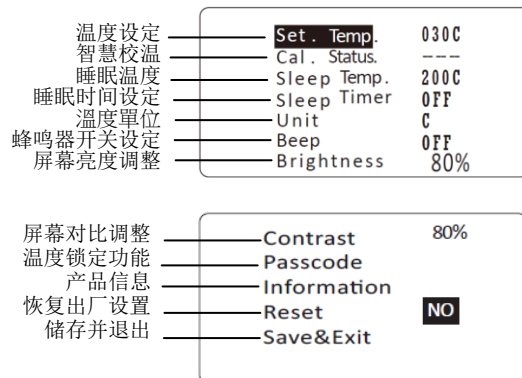 温度设定 Set. Temp. 030C
智慧校温 Cal. Status. ---
睡眠温度 Sleep Temp. 200C
睡眠时间设定 Sleep Timer OFF
溫度單位 Unit C
蜂鸣器开关设定 Beep OFF
屏幕亮度调整 Brightness 80%
屏幕对比调整 Contrast 80%
温度锁定功能 Passcode
产品信息 Information
恢复出厂设置 Reset NO
储存并退出 Save&Exit